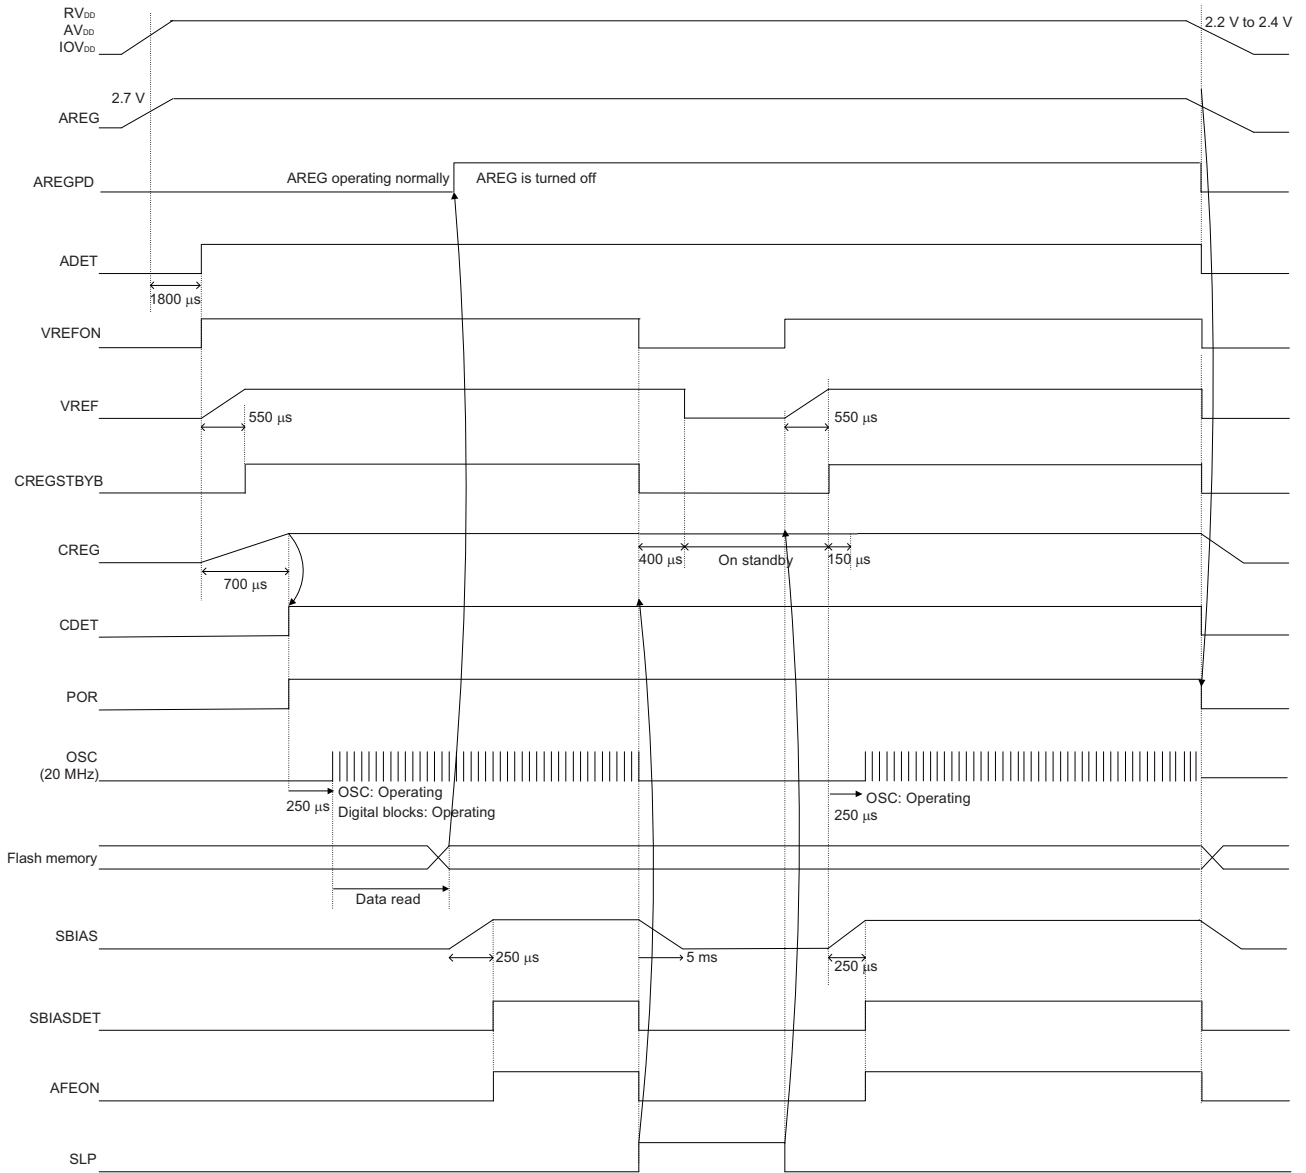 RVDD
AVDD
IOVDD
2.2 V to 2.4 V
2.7 V
AREG
AREGPD
AREG operating normally
AREG is turned off
ADET
1800 μs
VREFON
VREF
550 μs
550 μs
CREGSTBYB
CREG
400 μs
On standby
150 μs
700 μs
CDET
POR
OSC
(20 MHz)
250 μs
OSC: Operating
Digital blocks: Operating
OSC: Operating
250 μs
Flash memory
Data read
SBIAS
250 μs
5 ms
250 μs
SBIASDET
AFEON
SLP